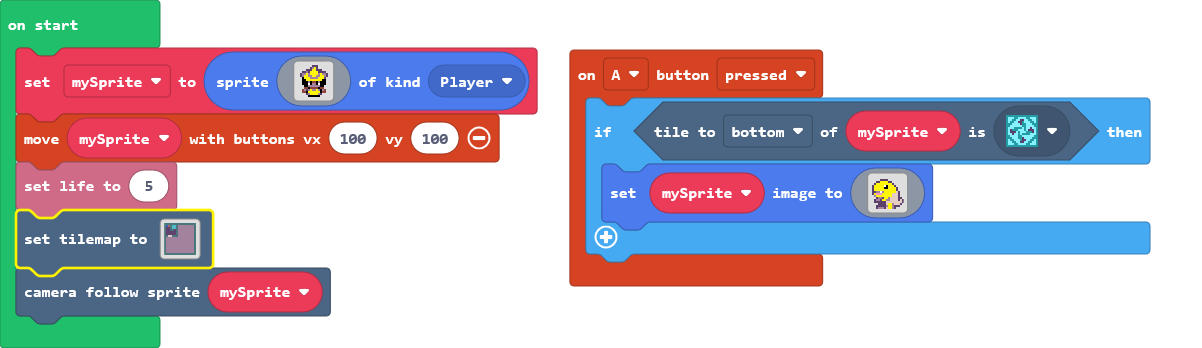 on start
set mySprite to sprite of kind Player
move mySprite with buttons vx 100 vy 100
set life to 5
set tilemap to
camera follow sprite mySprite
on A button pressed
if tile to bottom of mySprite is then
set mySprite image to